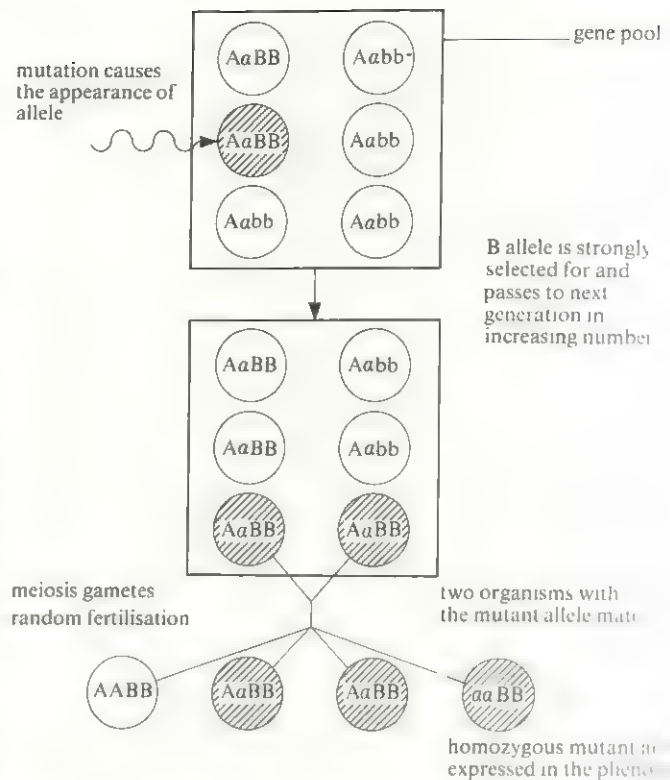 gene pool
AaBB
Aabb
mutation causes
the appearance of
allele
AaBB
Aabb
Aabb
Aabb
B allele is strongly
selected for and
passes to next
generation in
increasing number
AaBB
Aabb
AaBB
Aabb
AaBB
AaBB
meiosis gametes
random fertilisation
two organisms with
the mutant allele
AABB
AaBB
AaBB
aaBB
homozygous mutant
expressed in the